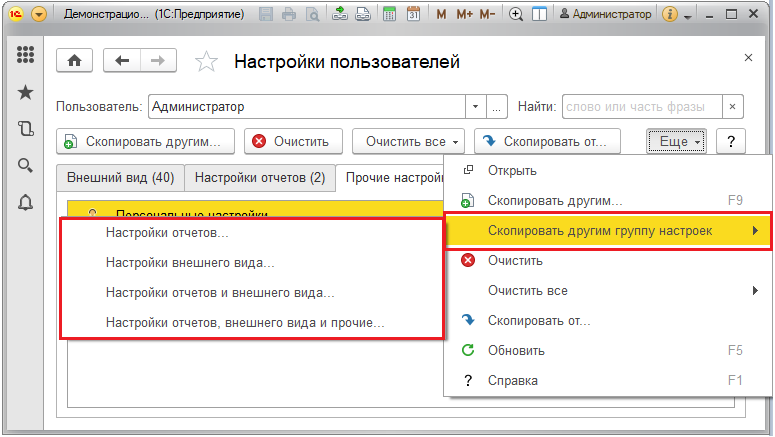 Демонстрацио... (1С:Предприятие)
M M+ M-
Администратор
Настройки пользователей
Пользователь: Администратор
Найти: слово или часть фразы
Скопировать другим...
Очистить
Очистить все
Скопировать от...
Еще
?
Внешний вид (40)
Настройки отчетов (2)
Прочие настрой
Персональные настройки
Настройки отчетов...
Настройки внешнего вида...
Настройки отчетов и внешнего вида...
Настройки отчетов, внешнего вида и прочие...
Открыть
Скопировать другим... F9
Скопировать другим группу настроек
Очистить
Очистить все
Скопировать от...
Обновить F5
? Справка F1